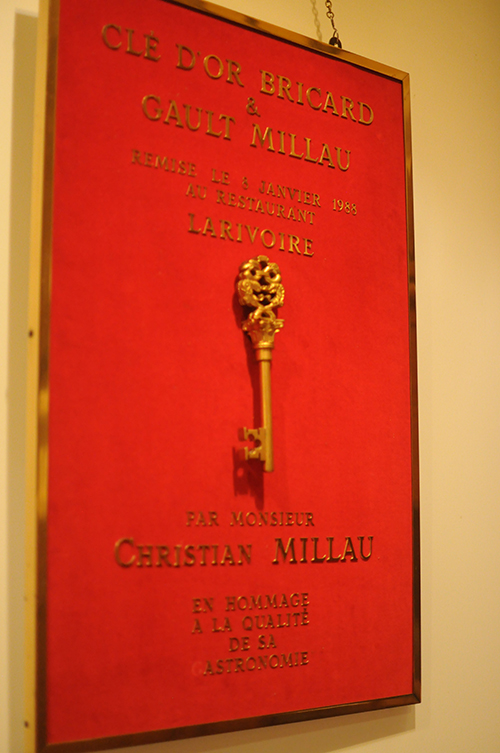 CLÉ D'OR BRICARD
&
GAULT MILLAU
REMISE LE 8 JANVIER 1988
AU RESTAURANT
LARIVOIRE
PAR MONSIEUR
CHRISTIAN MILLAU
EN HOMMAGE
A LA QUALITÉ
DE SA
GASTRONOMIE